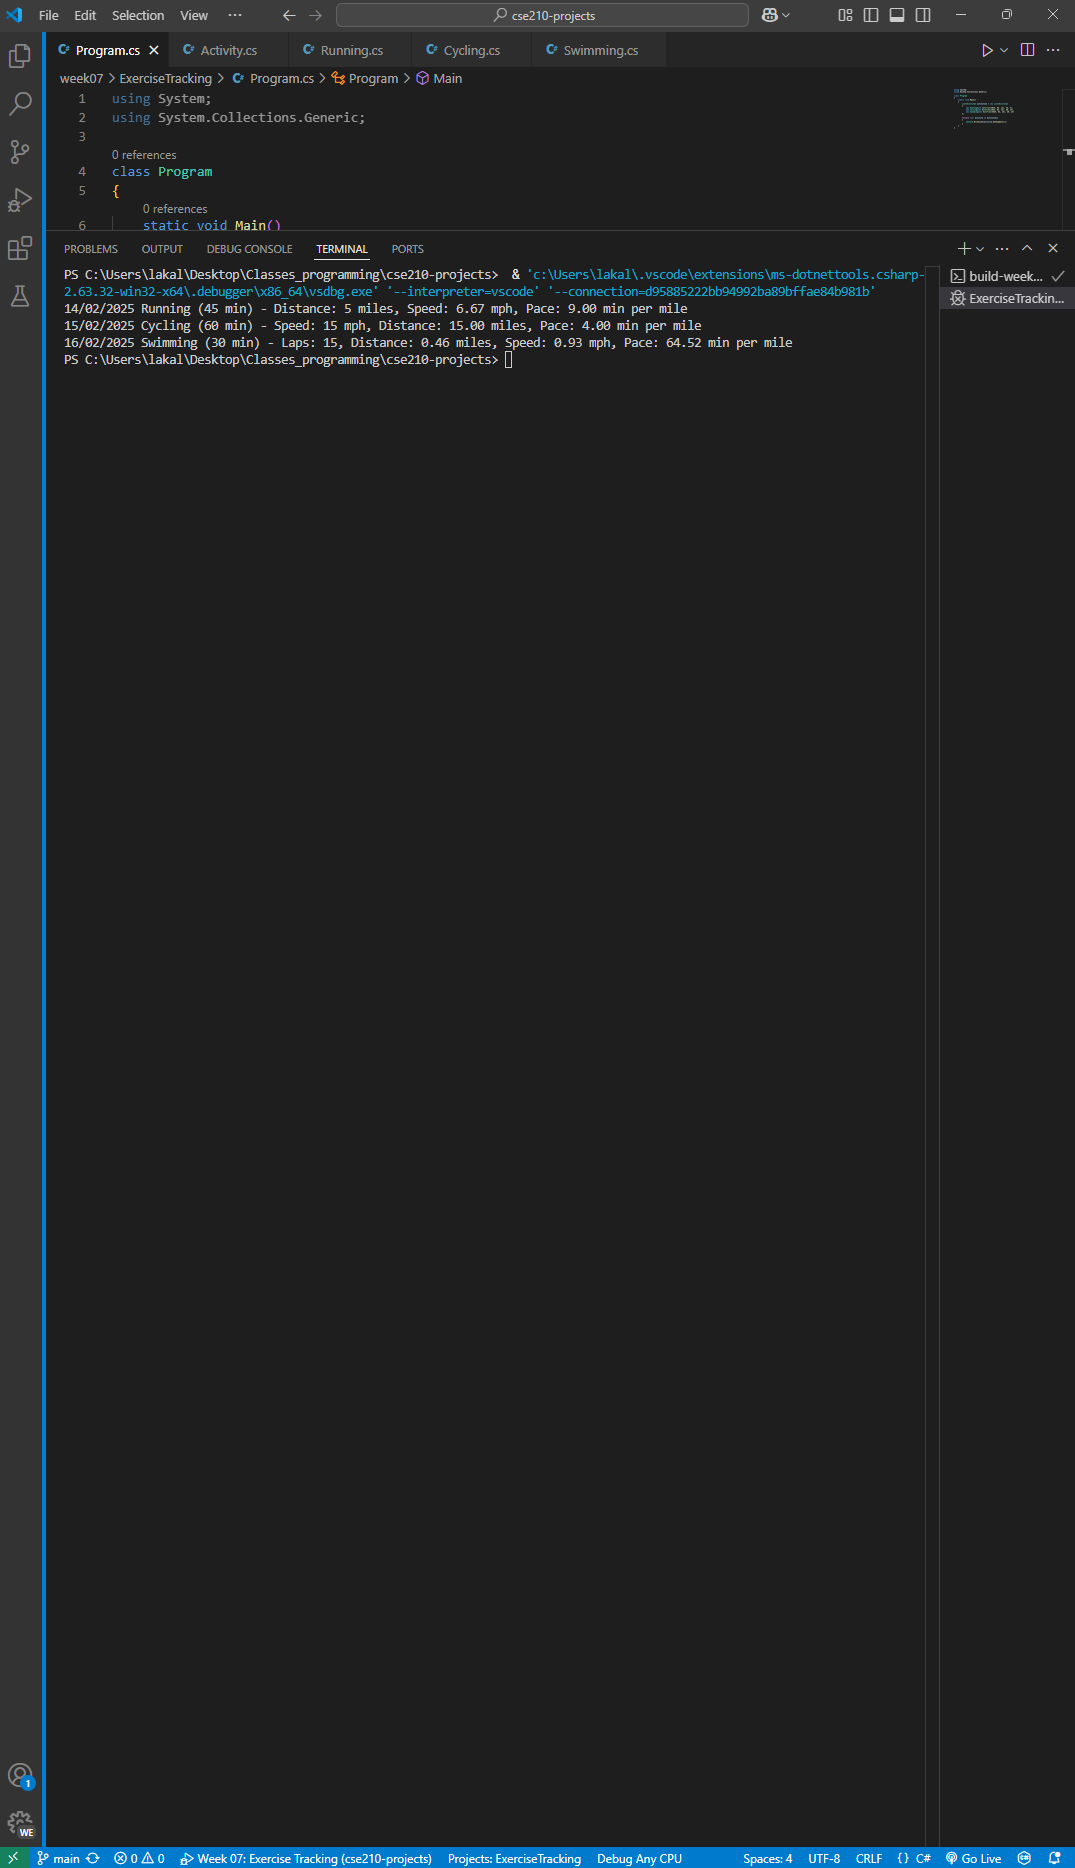 File Edit Selection View ··· cse210-projects
Program.cs Activity.cs Running.cs Cycling.cs Swimming.cs
week07 > ExerciseTracking > Program.cs > Program > Main
1 using System;
2 using System.Collections.Generic;
3
0 references
4 class Program
5 {
0 references
6 static void Main()
PROBLEMS OUTPUT DEBUG CONSOLE TERMINAL PORTS
PS C:\Users\lakal\Desktop\Classes_programming\cse210-projects> & 'c:\Users\lakal\.vscode\extensions\ms-dotnettools.csharp-
2.63.32-win32-x64\.debugger\x86_64\vsdbg.exe' '--interpreter=vscode' '--connection=d95885222bb94992ba89bffae84b981b'
14/02/2025 Running (45 min) - Distance: 5 miles, Speed: 6.67 mph, Pace: 9.00 min per mile
15/02/2025 Cycling (60 min) - Speed: 15 mph, Distance: 15.00 miles, Pace: 4.00 min per mile
16/02/2025 Swimming (30 min) - Laps: 15, Distance: 0.46 miles, Speed: 0.93 mph, Pace: 64.52 min per mile
PS C:\Users\lakal\Desktop\Classes_programming\cse210-projects>
build-week...
ExerciseTrackin...
1
WE
main 0 0 Week 07: Exercise Tracking (cse210-projects) Projects: ExerciseTracking Debug Any CPU Spaces: 4 UTF-8 CRLF {} C# Go Live